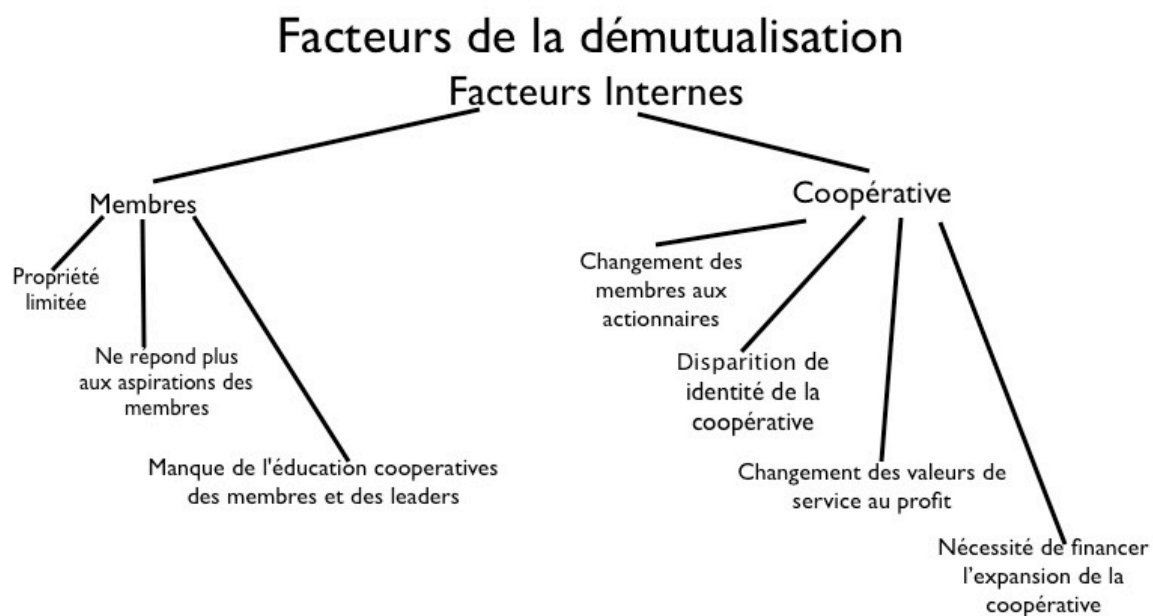 Facteurs de la démutualisation
Facteurs Internes
Membres
Propriété
limitée
Ne répond plus
aux aspirations des
membres
Manque de l'éducation cooperatives
des membres et des leaders
Coopérative
Changement des
membres aux
actionnaires
Disparition de
identité de la
coopérative
Changement des valeurs de
service au profit
Nécessité de financer
l'expansion de la
coopérative